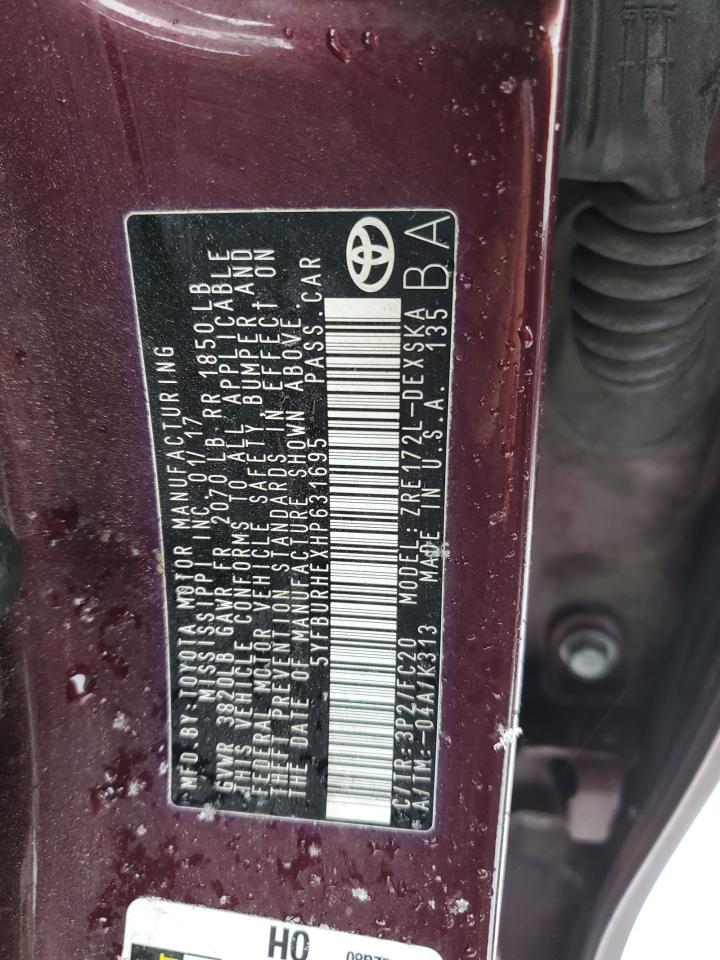 MFD BY:TOYOTA MOTOR MANUFACTURING
MISSISSIPPI INC. 01/17
GVWR 3820LB GAWR FR 2070 LB RR 1850 LB
THIS VEHICLE CONFORMS TO ALL APPLICABLE
FEDERAL MOTOR VEHICLE SAFETY, BUMPER AND
THEFT PREVENTION STANDARDS IN EFFECT ON
THE DATE OF MANUFACTURE SHOWN ABOVE.
5YFBURHEXHP631695 PASS.CAR
C/TR:3P2/FC20 MODEL:ZRE172L-DEXSKA
A/TM:-04A/K313 MADE IN U.S.A. 135
BA
HO